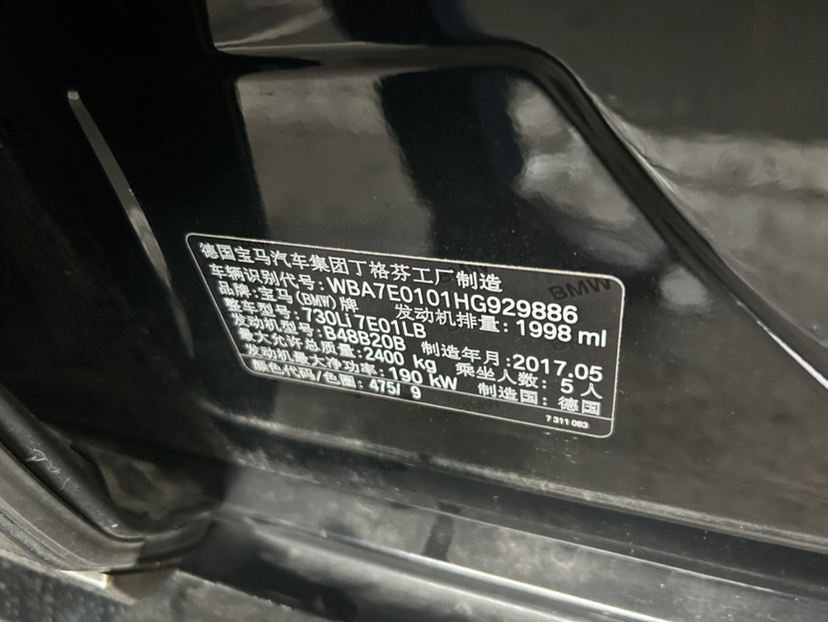 德国宝马汽车集团丁格芬工厂制造
车辆识别代号: WBA7E0101HG929886
品牌: 宝马(BMW)牌 发动机排量: 1998 ml
整车型号: 730Li 7E01LB
发动机型号: B48B20B 制造年月: 2017.05
最大允许总质量: 2400 kg 乘坐人数: 5 人
发动机最大净功率: 190 kW 制造国: 德国
颜色代码/色圈: 475/ 9
7 311 083
BMW